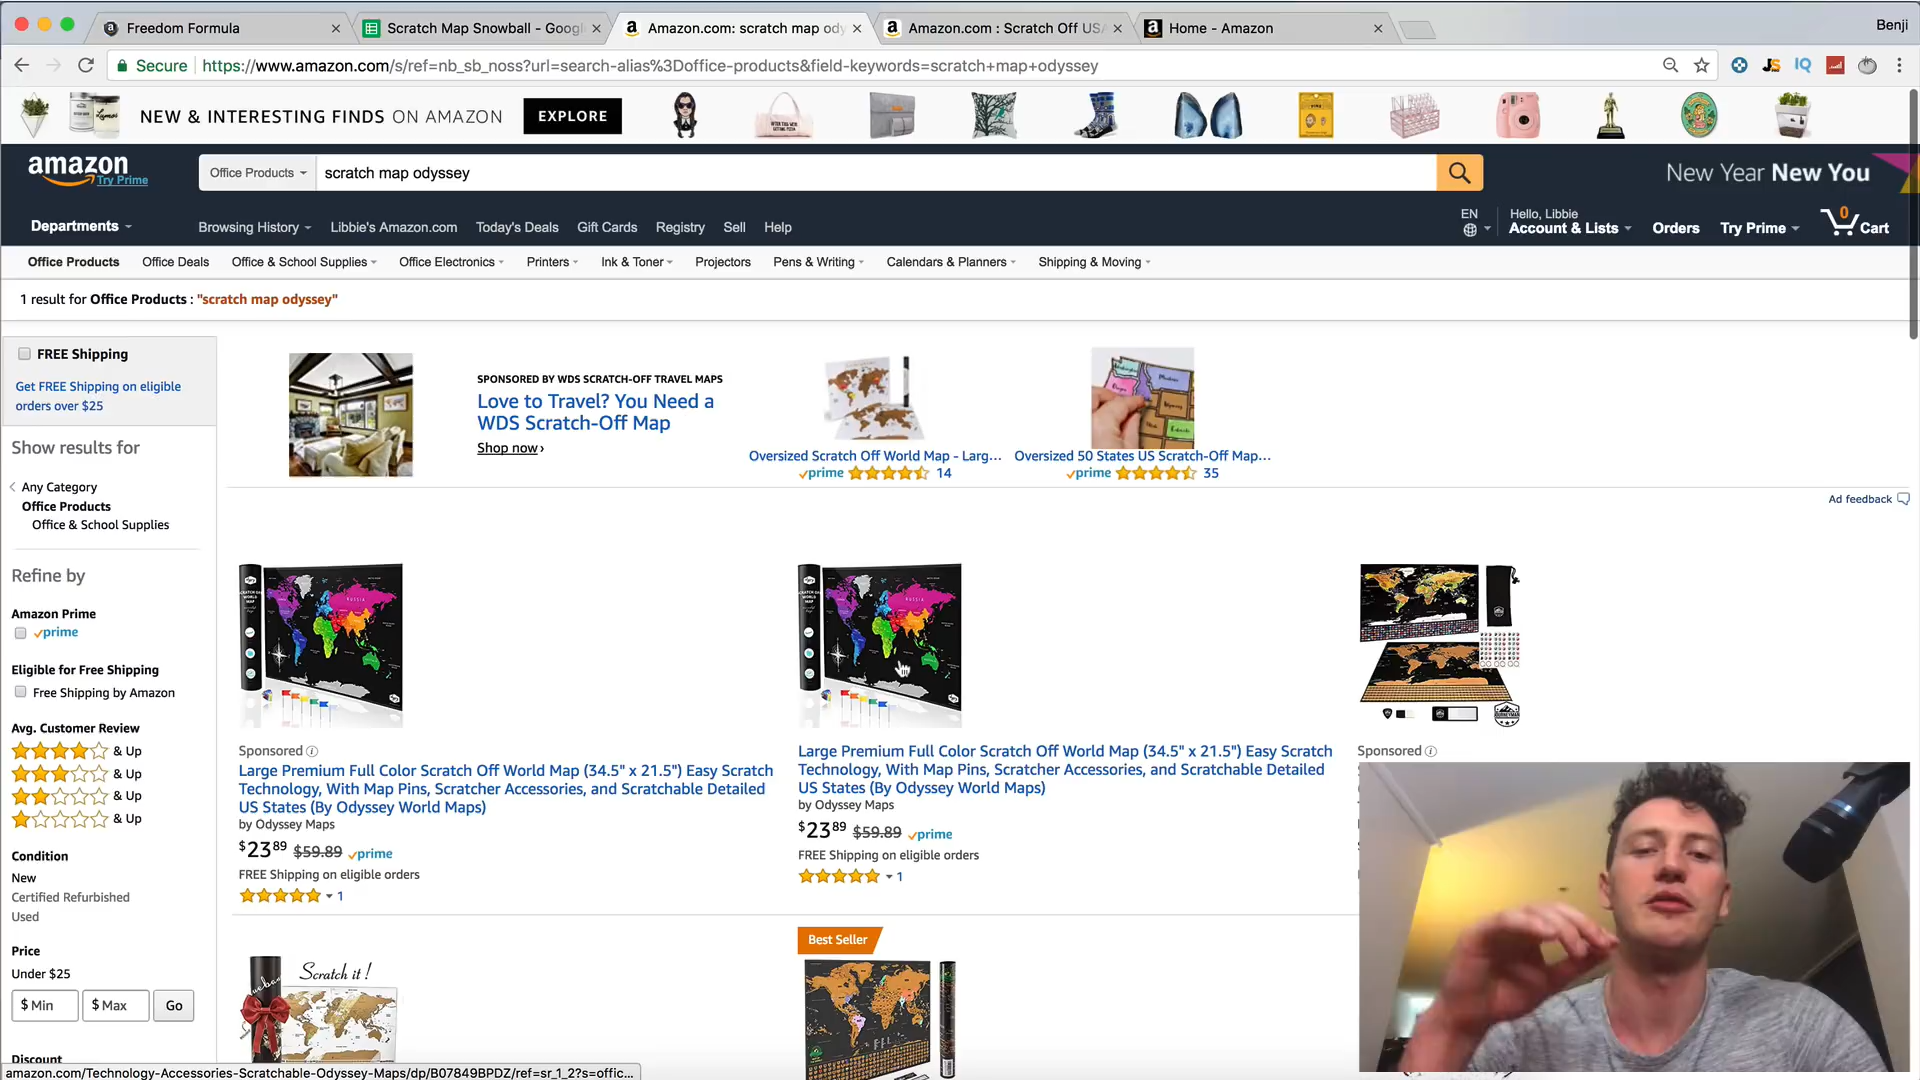 Freedom Formula
Scratch Map Snowball - Googl
Amazon.com: scratch map ody
Amazon.com : Scratch Off USA
Home - Amazon
Benji
Secure
https://www.amazon.com/s/ref=nb_sb_noss?url=search-alias%3Doffice-products&field-keywords=scratch+map+odyssey
NEW & INTERESTING FINDS ON AMAZON
EXPLORE
amazon
Try Prime
Office Products
scratch map odyssey
New Year New You
Departments
Browsing History
Libbie's Amazon.com
Today's Deals
Gift Cards
Registry
Sell
Help
EN
Hello, Libbie
Account & Lists
Orders
Try Prime
0
Cart
Office Products
Office Deals
Office & School Supplies
Office Electronics
Printers
Ink & Toner
Projectors
Pens & Writing
Calendars & Planners
Shipping & Moving
1 result for Office Products : "scratch map odyssey"
FREE Shipping
Get FREE Shipping on eligible
orders over $25
Show results for
Any Category
Office Products
Office & School Supplies
Refine by
Amazon Prime
prime
Eligible for Free Shipping
Free Shipping by Amazon
Avg. Customer Review
& Up
& Up
& Up
& Up
Condition
New
Certified Refurbished
Used
Price
Under $25
$ Min
$ Max
Go
Discount
SPONSORED BY WDS SCRATCH-OFF TRAVEL MAPS
Love to Travel? You Need a
WDS Scratch-Off Map
Shop now ›
Oversized Scratch Off World Map - Larg...
prime
14
Oversized 50 States US Scratch-Off Map...
prime
35
Ad feedback
Sponsored
Large Premium Full Color Scratch Off World Map (34.5" x 21.5") Easy Scratch
Technology, With Map Pins, Scratcher Accessories, and Scratchable Detailed
US States (By Odyssey World Maps)
by Odyssey Maps
$23 89 $59.89 prime
FREE Shipping on eligible orders
1
Large Premium Full Color Scratch Off World Map (34.5" x 21.5") Easy Scratch
Technology, With Map Pins, Scratcher Accessories, and Scratchable Detailed
US States (By Odyssey World Maps)
by Odyssey Maps
$23 89 $59.89 prime
FREE Shipping on eligible orders
1
Sponsored
Scratch it !
Best Seller
amazon.com/Technology-Accessories-Scratchable-Odyssey-Maps/dp/B07849BPDZ/ref=sr_1_2?s=offic...